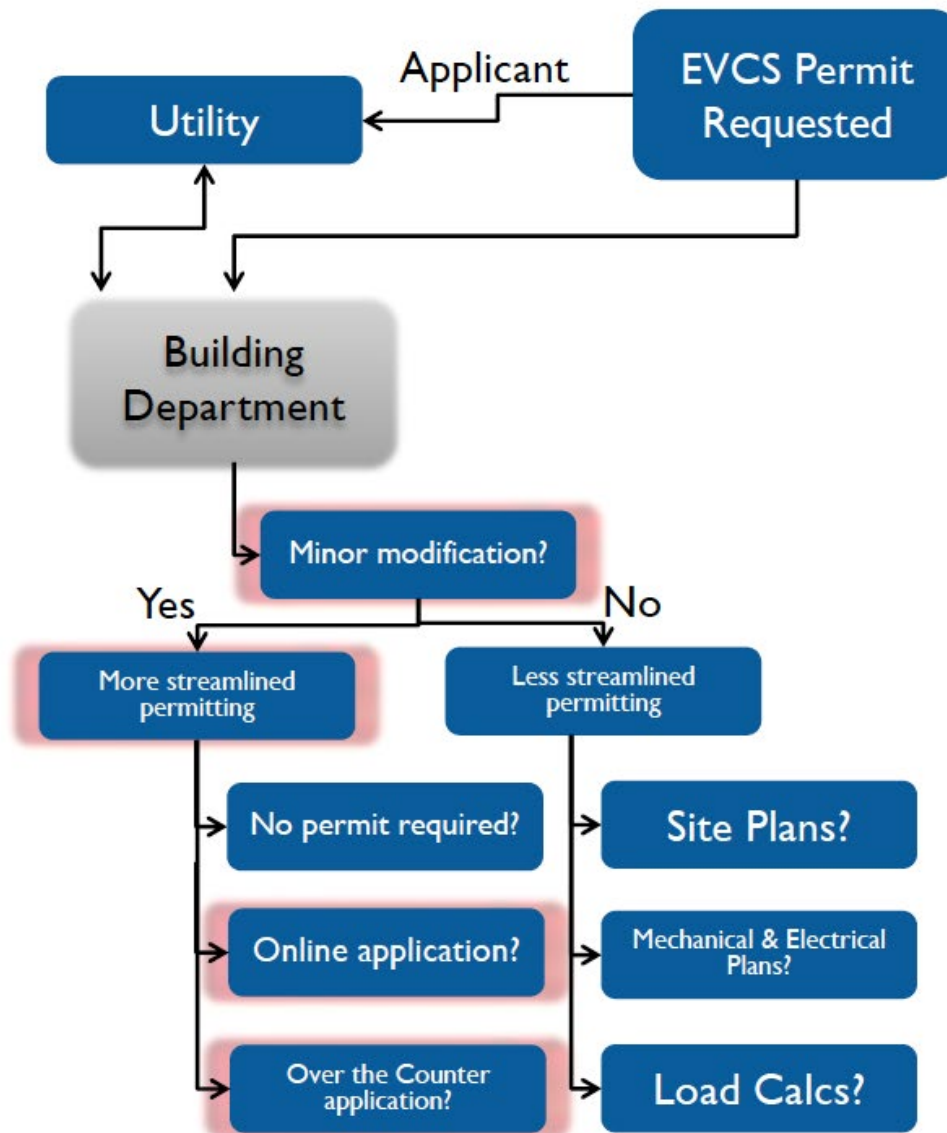 Applicant
EVCS Permit
Requested
Utility
Building
Department
Minor modification?
Yes
No
More streamlined
permitting
Less streamlined
permitting
No permit required?
Site Plans?
Online application?
Mechanical & Electrical
Plans?
Over the Counter
application?
Load Calcs?